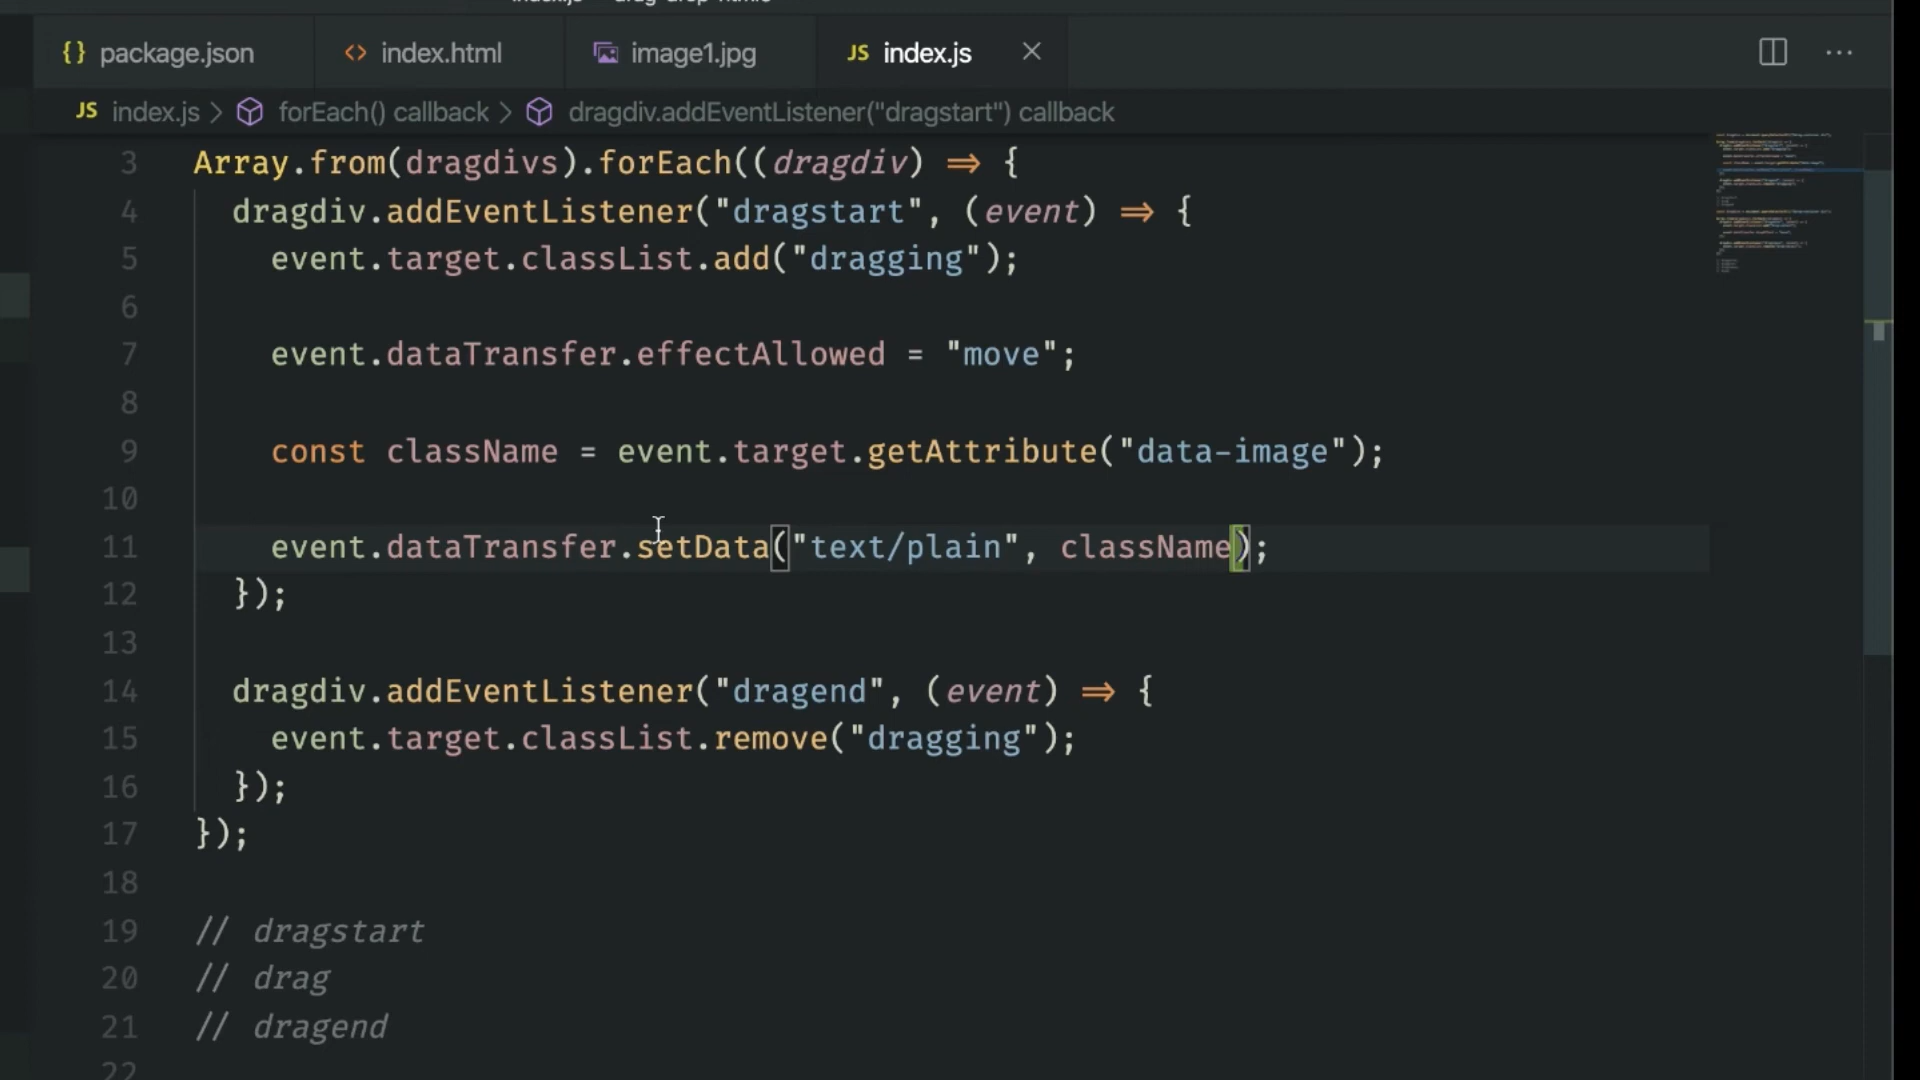 package.json
index.html
image1.jpg
JS index.js
JS index.js > forEach() callback > dragdiv.addEventListener("dragstart") callback
3 Array.from(dragdivs).forEach((dragdiv) => {
4 dragdiv.addEventListener("dragstart", (event) => {
5 event.target.classList.add("dragging");
6
7 event.dataTransfer.effectAllowed = "move";
8
9 const className = event.target.getAttribute("data-image");
10
11 event.dataTransfer.setData("text/plain", className);
12 });
13
14 dragdiv.addEventListener("dragend", (event) => {
15 event.target.classList.remove("dragging");
16 });
17 });
18
19 // dragstart
20 // drag
21 // dragend
22